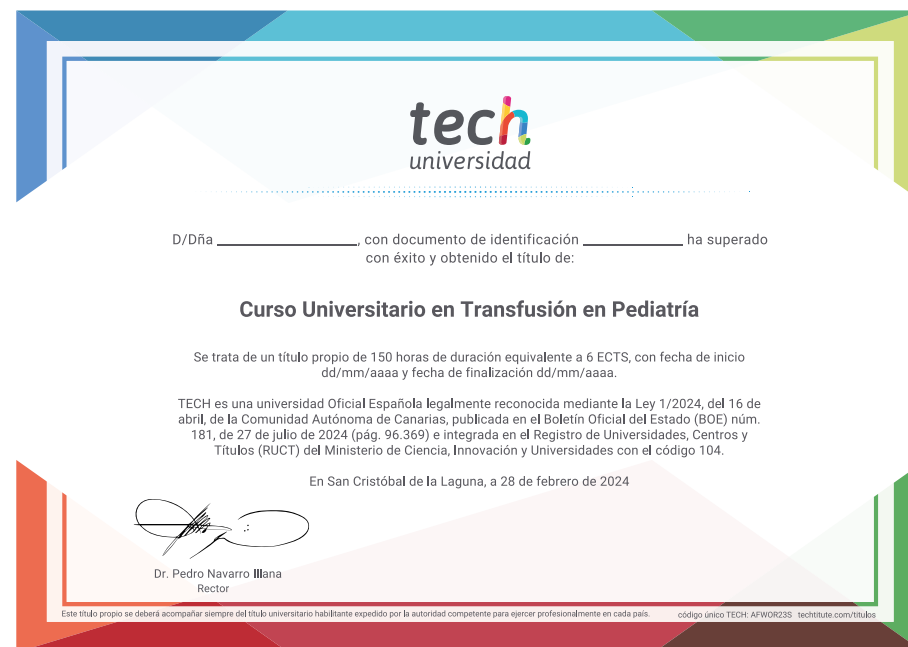 tech
universidad
D/Dña ______________, con documento de identificación __________ ha superado
con éxito y obtenido el título de:
Curso Universitario en Transfusión en Pediatría
Se trata de un título propio de 150 horas de duración equivalente a 6 ECTS, con fecha de inicio
dd/mm/aaaa y fecha de finalización dd/mm/aaaa.
TECH es una universidad Oficial Española legalmente reconocida mediante la Ley 1/2024, del 16 de
abril, de la Comunidad Autónoma de Canarias, publicada en el Boletín Oficial del Estado (BOE) núm.
181, de 27 de julio de 2024 (pág. 96.369) e integrada en el Registro de Universidades, Centros y
Títulos (RUCT) del Ministerio de Ciencia, Innovación y Universidades con el código 104.
En San Cristóbal de la Laguna, a 28 de febrero de 2024
Dr. Pedro Navarro Illana
Rector
Este título propio se deberá acompañar siempre del título universitario habilitante expedido por la autoridad competente para ejercer profesionalmente en cada país. código único TECH: AFWOR23S techtitute.com/titulos